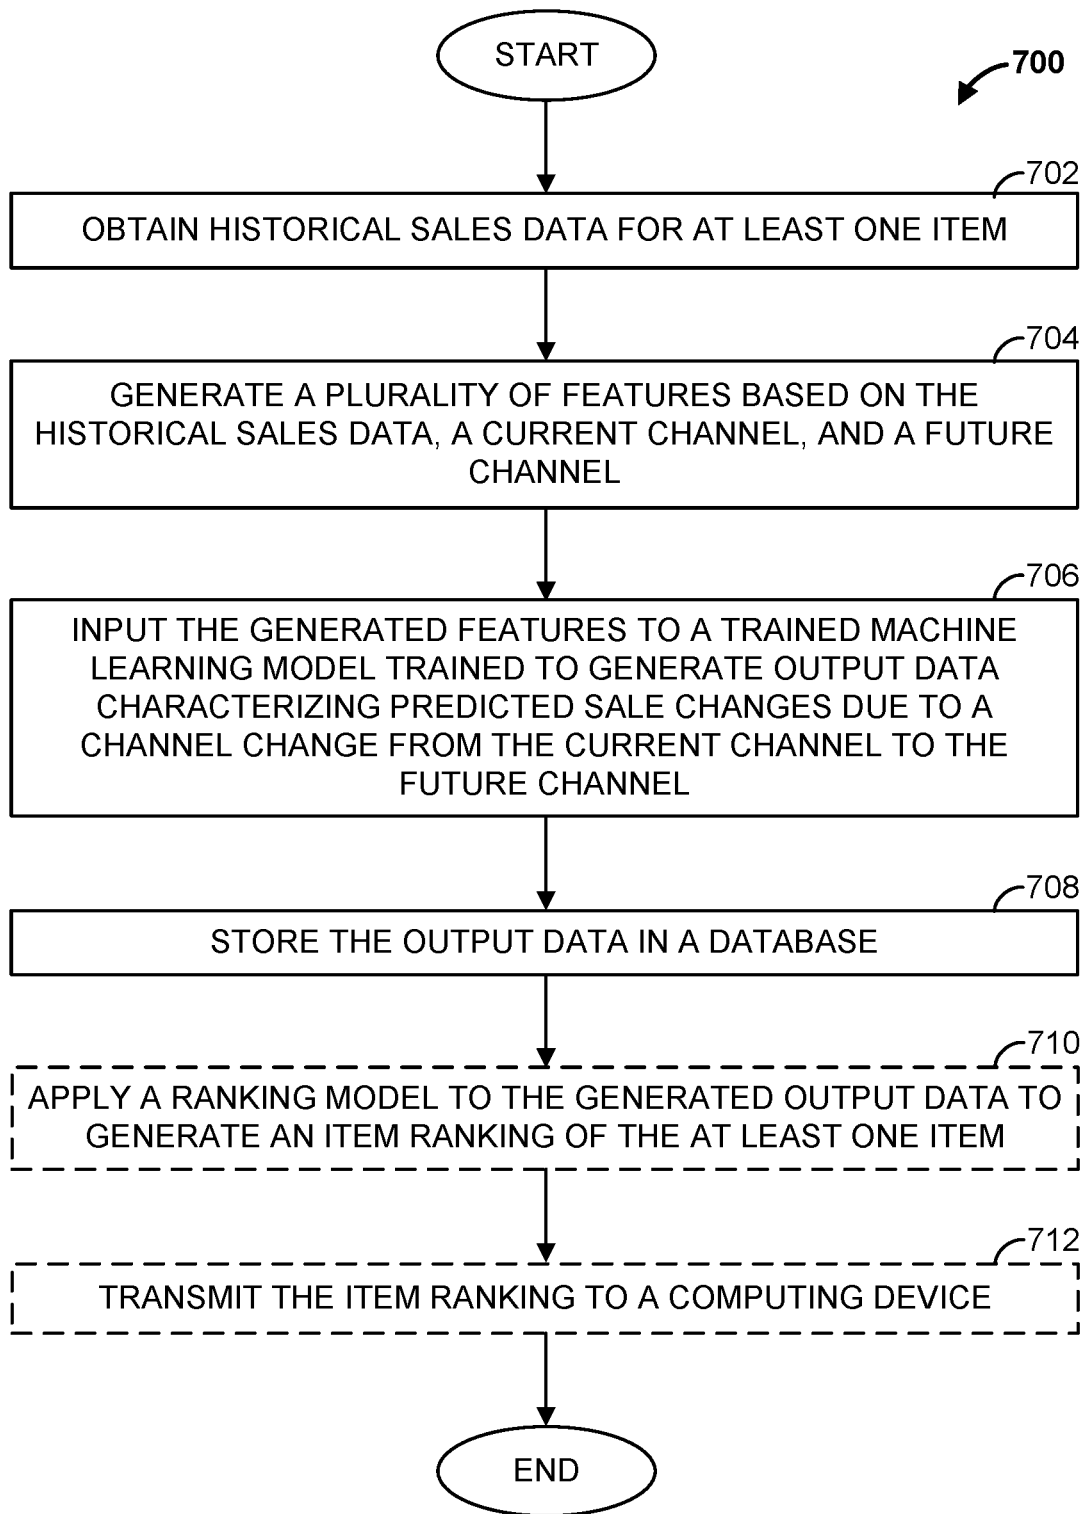 START
700
702
OBTAIN HISTORICAL SALES DATA FOR AT LEAST ONE ITEM
704
GENERATE A PLURALITY OF FEATURES BASED ON THE
HISTORICAL SALES DATA, A CURRENT CHANNEL, AND A FUTURE
CHANNEL
706
INPUT THE GENERATED FEATURES TO A TRAINED MACHINE
LEARNING MODEL TRAINED TO GENERATE OUTPUT DATA
CHARACTERIZING PREDICTED SALE CHANGES DUE TO A
CHANNEL CHANGE FROM THE CURRENT CHANNEL TO THE
FUTURE CHANNEL
708
STORE THE OUTPUT DATA IN A DATABASE
710
APPLY A RANKING MODEL TO THE GENERATED OUTPUT DATA TO
GENERATE AN ITEM RANKING OF THE AT LEAST ONE ITEM
712
TRANSMIT THE ITEM RANKING TO A COMPUTING DEVICE
END